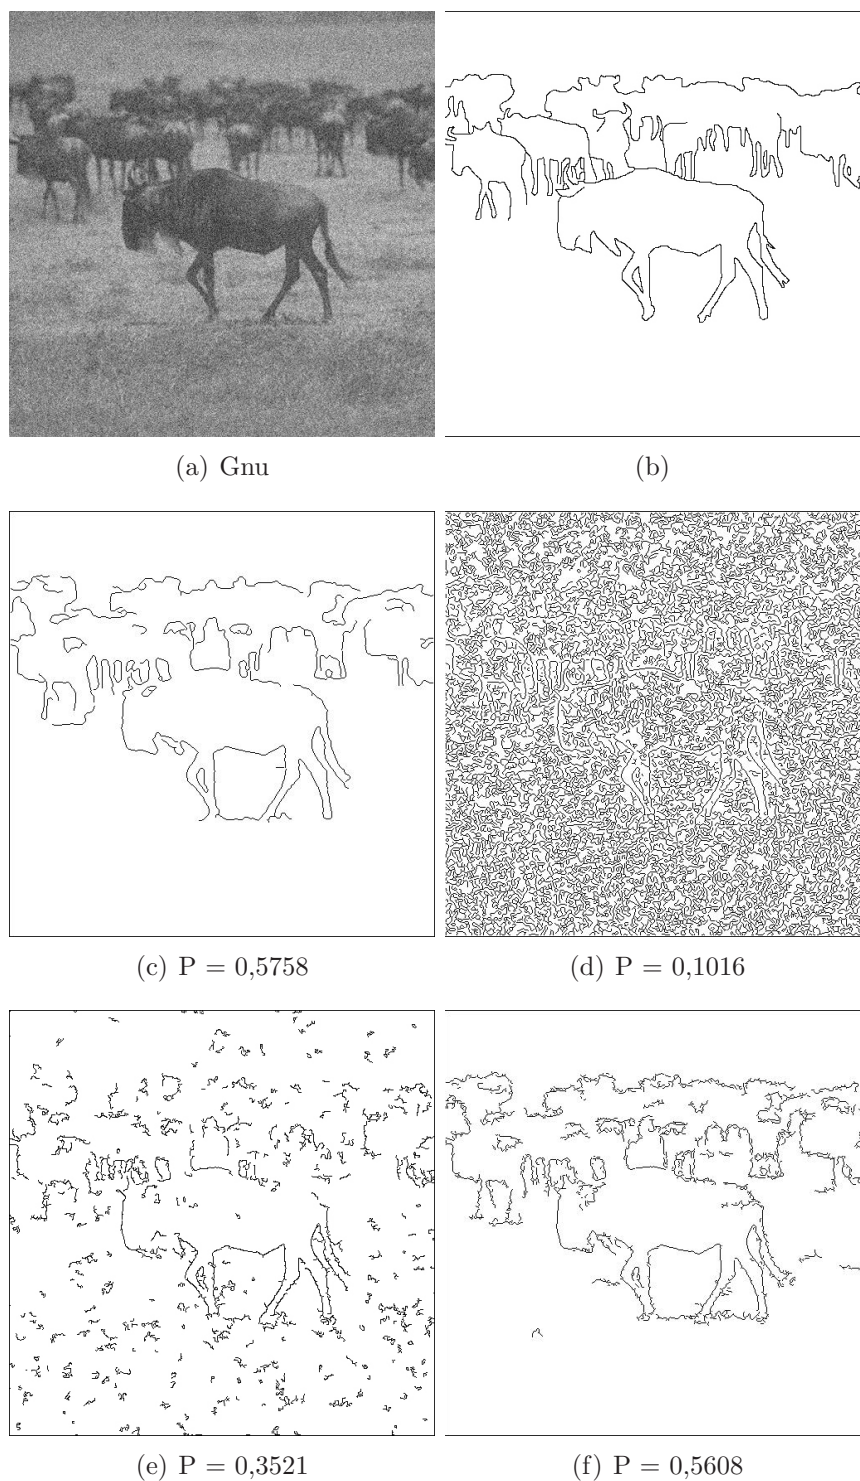 (a) Gnu
(b)
(c) P = 0,5758
(d) P = 0,1016
(e) P = 0,3521
(f) P = 0,5608